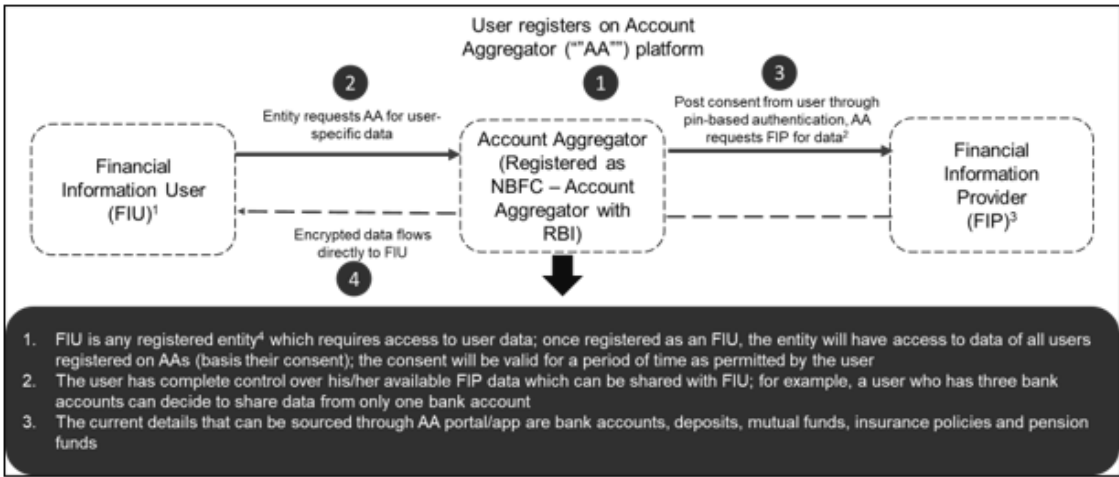 User registers on Account
Aggregator (“”AA””) platform
2
1
3
Entity requests AA for user-
specific data
Post consent from user through
pin-based authentication, AA
requests FIP for data2
Financial
Information User
(FIU)1
Account Aggregator
(Registered as
NBFC – Account
Aggregator with
RBI)
Financial
Information
Provider
(FIP)3
Encrypted data flows
directly to FIU
4
1. FIU is any registered entity4 which requires access to user data; once registered as an FIU, the entity will have access to data of all users
registered on AAs (basis their consent); the consent will be valid for a period of time as permitted by the user
2. The user has complete control over his/her available FIP data which can be shared with FIU; for example, a user who has three bank
accounts can decide to share data from only one bank account
3. The current details that can be sourced through AA portal/app are bank accounts, deposits, mutual funds, insurance policies and pension
funds